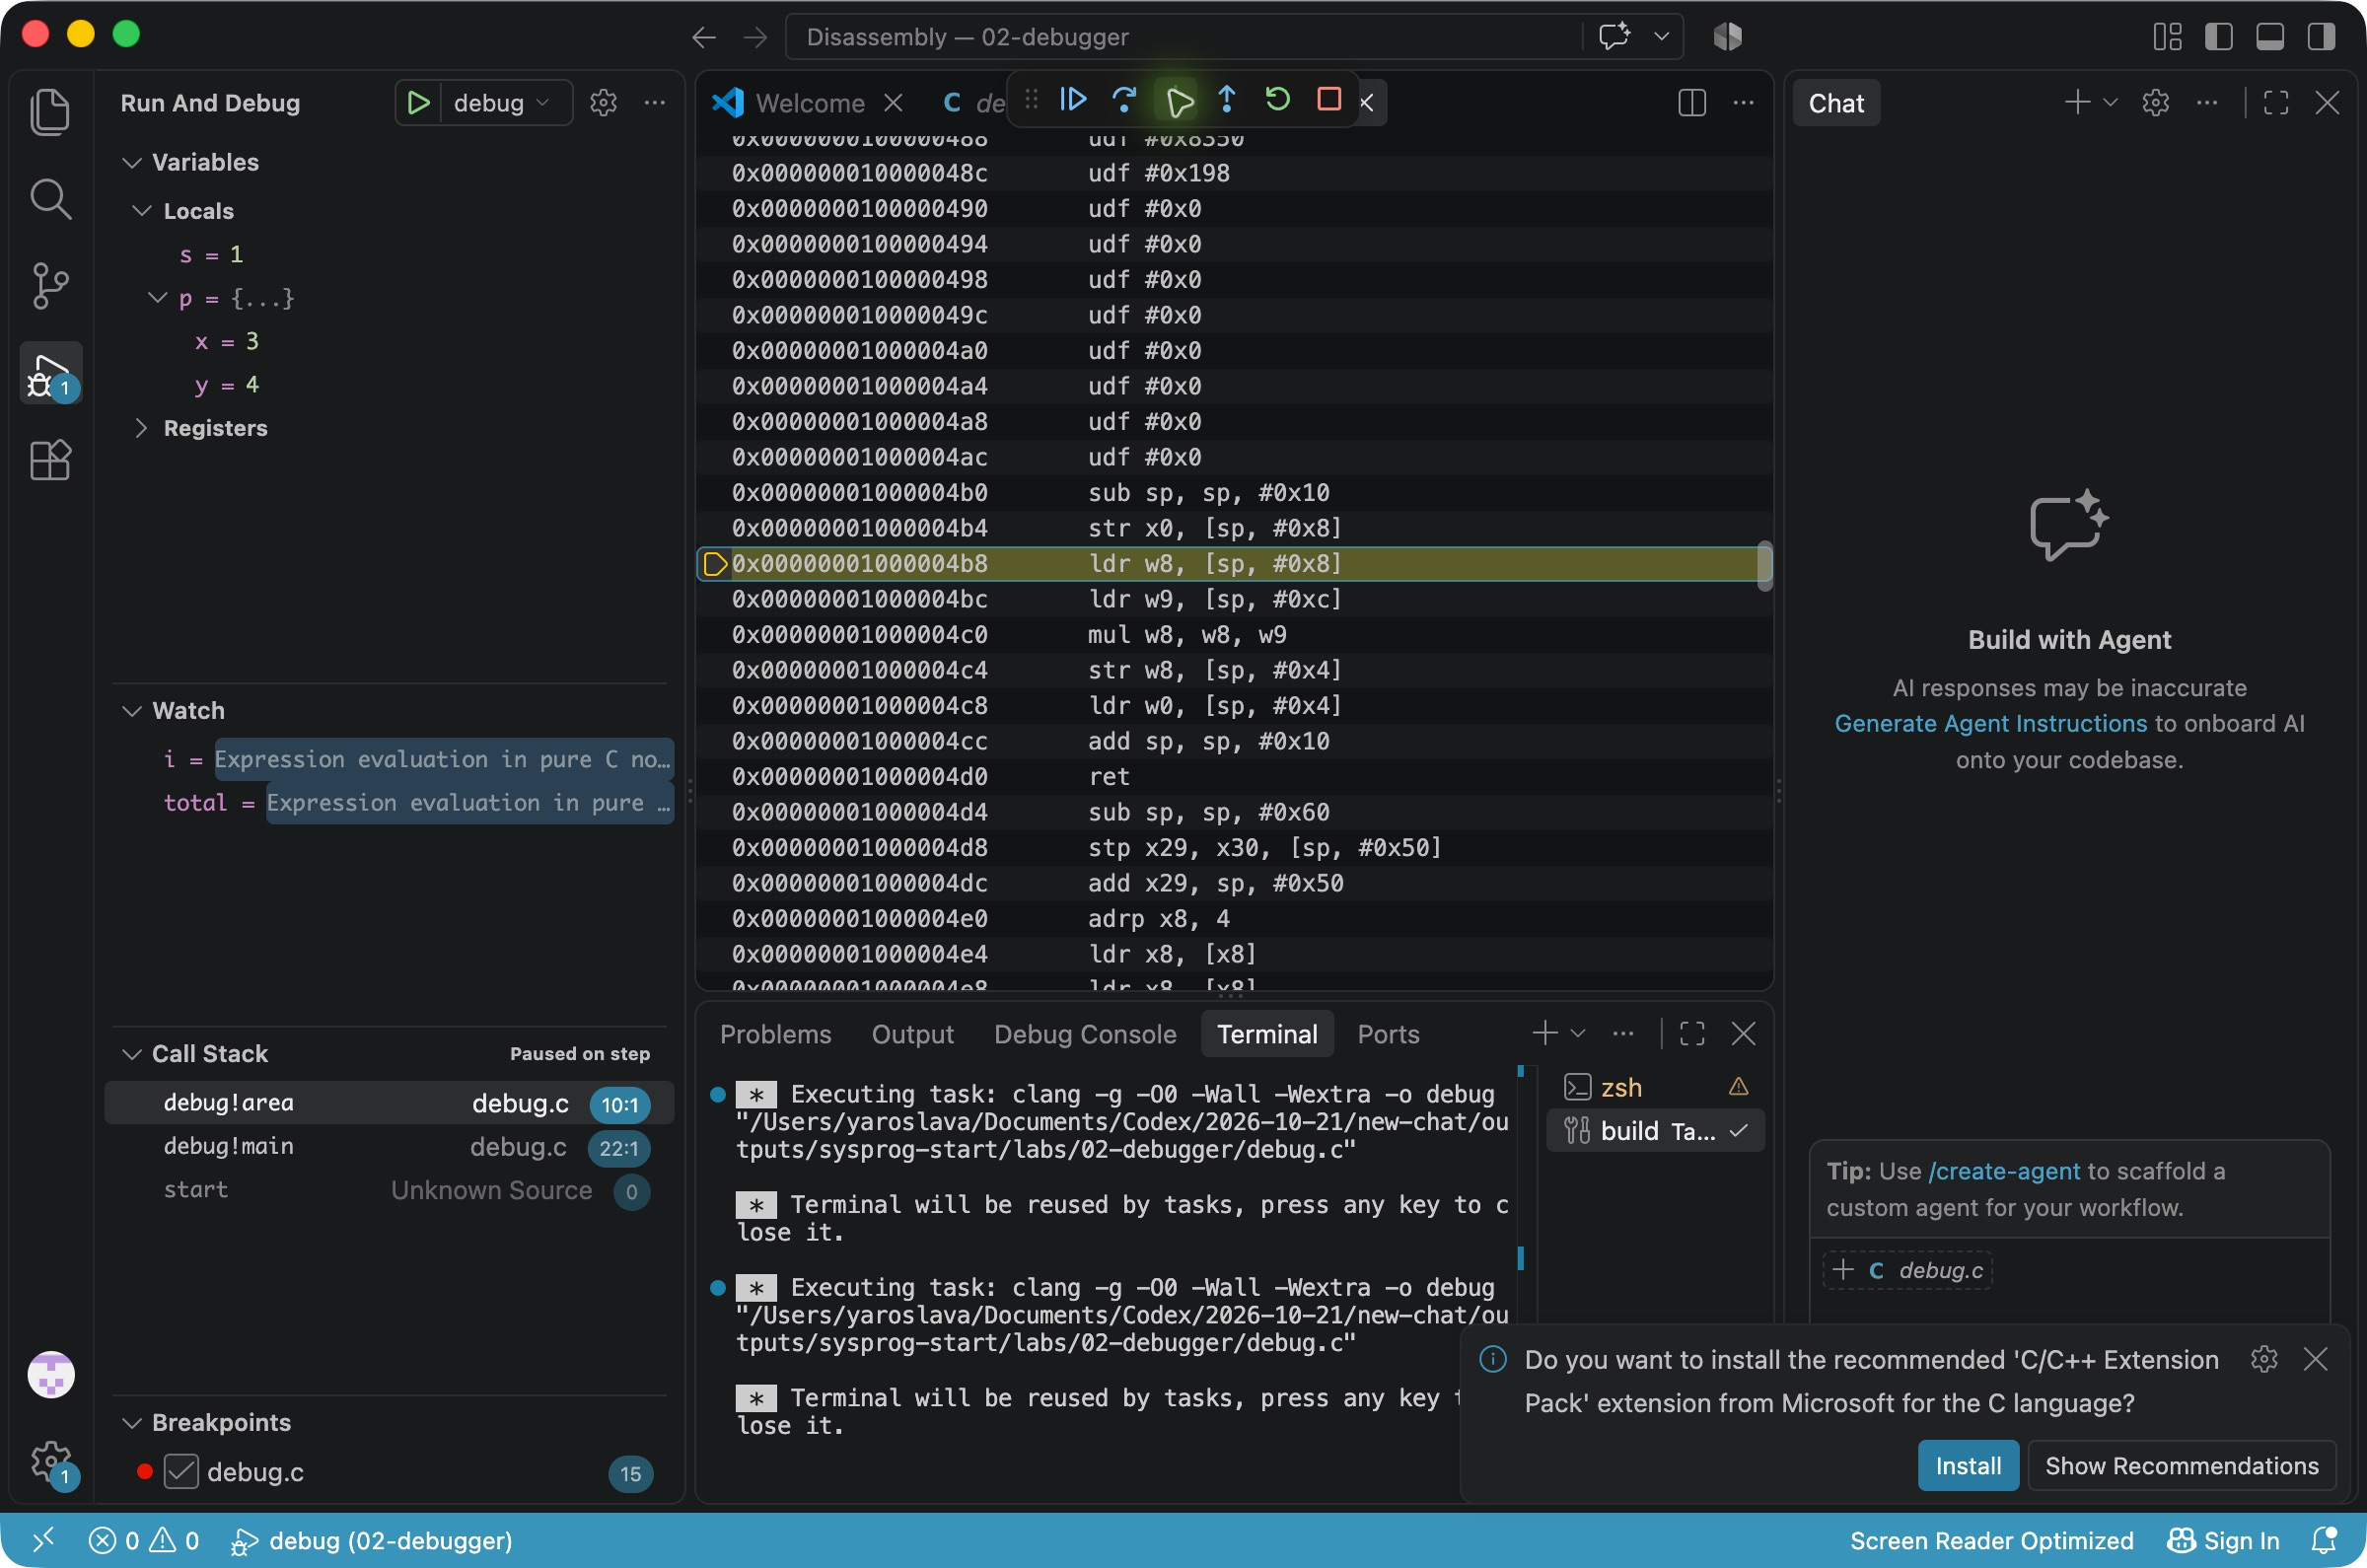 Disassembly — 02-debugger
Run And Debug
debug
Variables
Locals
s = 1
p = {...}
x = 3
y = 4
Registers
Watch
i = Expression evaluation in pure C no…
total = Expression evaluation in pure …
Call Stack
Paused on step
debug!area debug.c 10:1
debug!main debug.c 22:1
start Unknown Source 0
Breakpoints
debug.c 15
1
1
Welcome
C de
0x0000000100000488 udf #0x8350
0x000000010000048c udf #0x198
0x0000000100000490 udf #0x0
0x0000000100000494 udf #0x0
0x0000000100000498 udf #0x0
0x000000010000049c udf #0x0
0x00000001000004a0 udf #0x0
0x00000001000004a4 udf #0x0
0x00000001000004a8 udf #0x0
0x00000001000004ac udf #0x0
0x00000001000004b0 sub sp, sp, #0x10
0x00000001000004b4 str x0, [sp, #0x8]
0x00000001000004b8 ldr w8, [sp, #0x8]
0x00000001000004bc ldr w9, [sp, #0xc]
0x00000001000004c0 mul w8, w8, w9
0x00000001000004c4 str w8, [sp, #0x4]
0x00000001000004c8 ldr w0, [sp, #0x4]
0x00000001000004cc add sp, sp, #0x10
0x00000001000004d0 ret
0x00000001000004d4 sub sp, sp, #0x60
0x00000001000004d8 stp x29, x30, [sp, #0x50]
0x00000001000004dc add x29, sp, #0x50
0x00000001000004e0 adrp x8, 4
0x00000001000004e4 ldr x8, [x8]
0x00000001000004e8 ldr x8, [x8]
Problems Output Debug Console Terminal Ports
* Executing task: clang -g -O0 -Wall -Wextra -o debug
"/Users/yaroslava/Documents/Codex/2026-10-21/new-chat/ou
tputs/sysprog-start/labs/02-debugger/debug.c"
* Terminal will be reused by tasks, press any key to c
lose it.
* Executing task: clang -g -O0 -Wall -Wextra -o debug
"/Users/yaroslava/Documents/Codex/2026-10-21/new-chat/ou
tputs/sysprog-start/labs/02-debugger/debug.c"
* Terminal will be reused by tasks, press any key
lose it.
zsh
build Ta…
Chat
Build with Agent
AI responses may be inaccurate
Generate Agent Instructions to onboard AI
onto your codebase.
Tip: Use /create-agent to scaffold a
custom agent for your workflow.
C debug.c
Do you want to install the recommended 'C/C++ Extension
Pack' extension from Microsoft for the C language?
Install
Show Recommendations
0 0 debug (02-debugger)
Screen Reader Optimized
Sign In